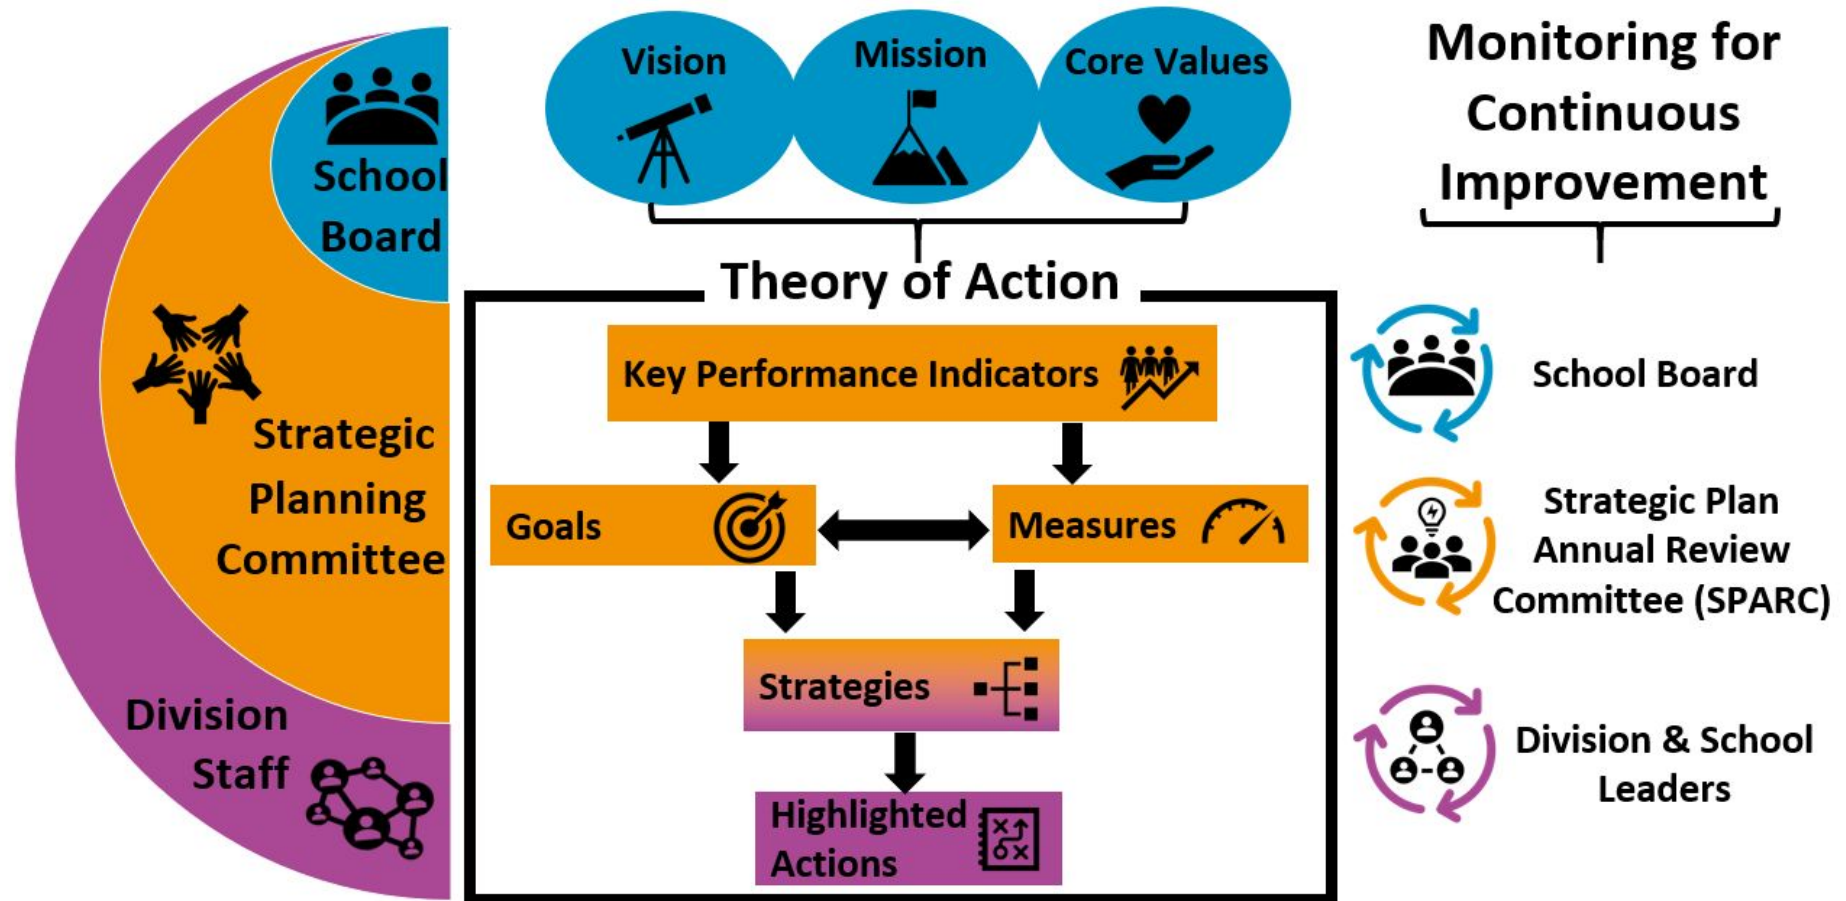 School
Board
Strategic
Planning
Committee
Division
Staff
Vision
Mission
Core Values
Theory of Action
Key Performance Indicators
Goals
Measures
Strategies
Highlighted
Actions
Monitoring for
Continuous
Improvement
School Board
Strategic Plan
Annual Review
Committee (SPARC)
Division & School
Leaders